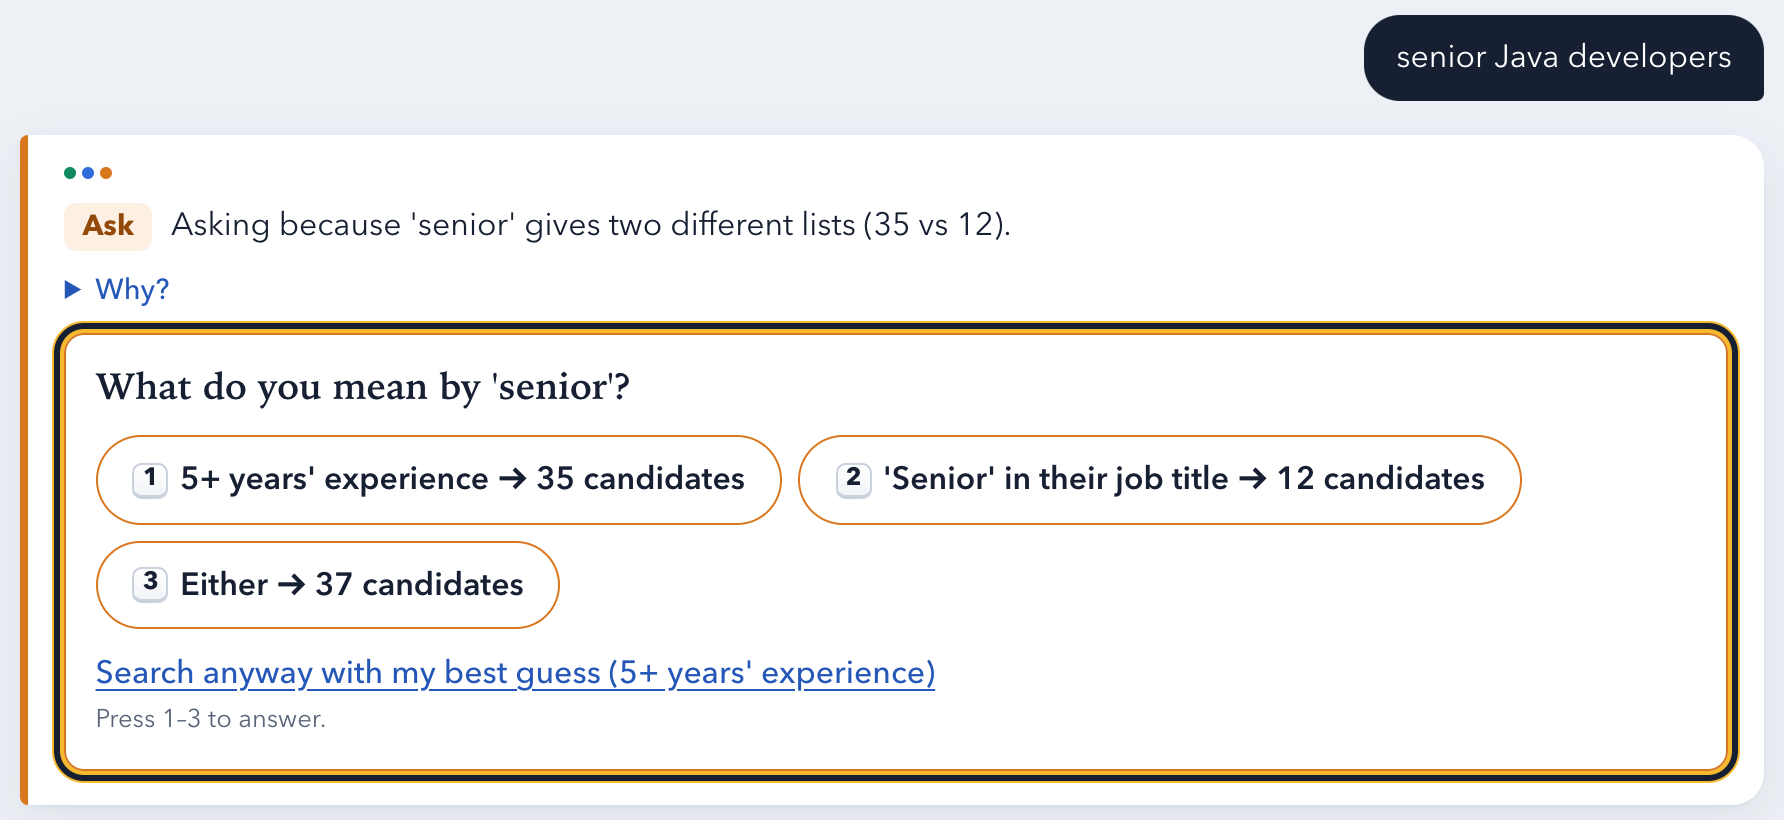 senior Java developers
Ask Asking because 'senior' gives two different lists (35 vs 12).
Why?
What do you mean by 'senior'?
1 5+ years' experience → 35 candidates
2 'Senior' in their job title → 12 candidates
3 Either → 37 candidates
Search anyway with my best guess (5+ years' experience)
Press 1–3 to answer.